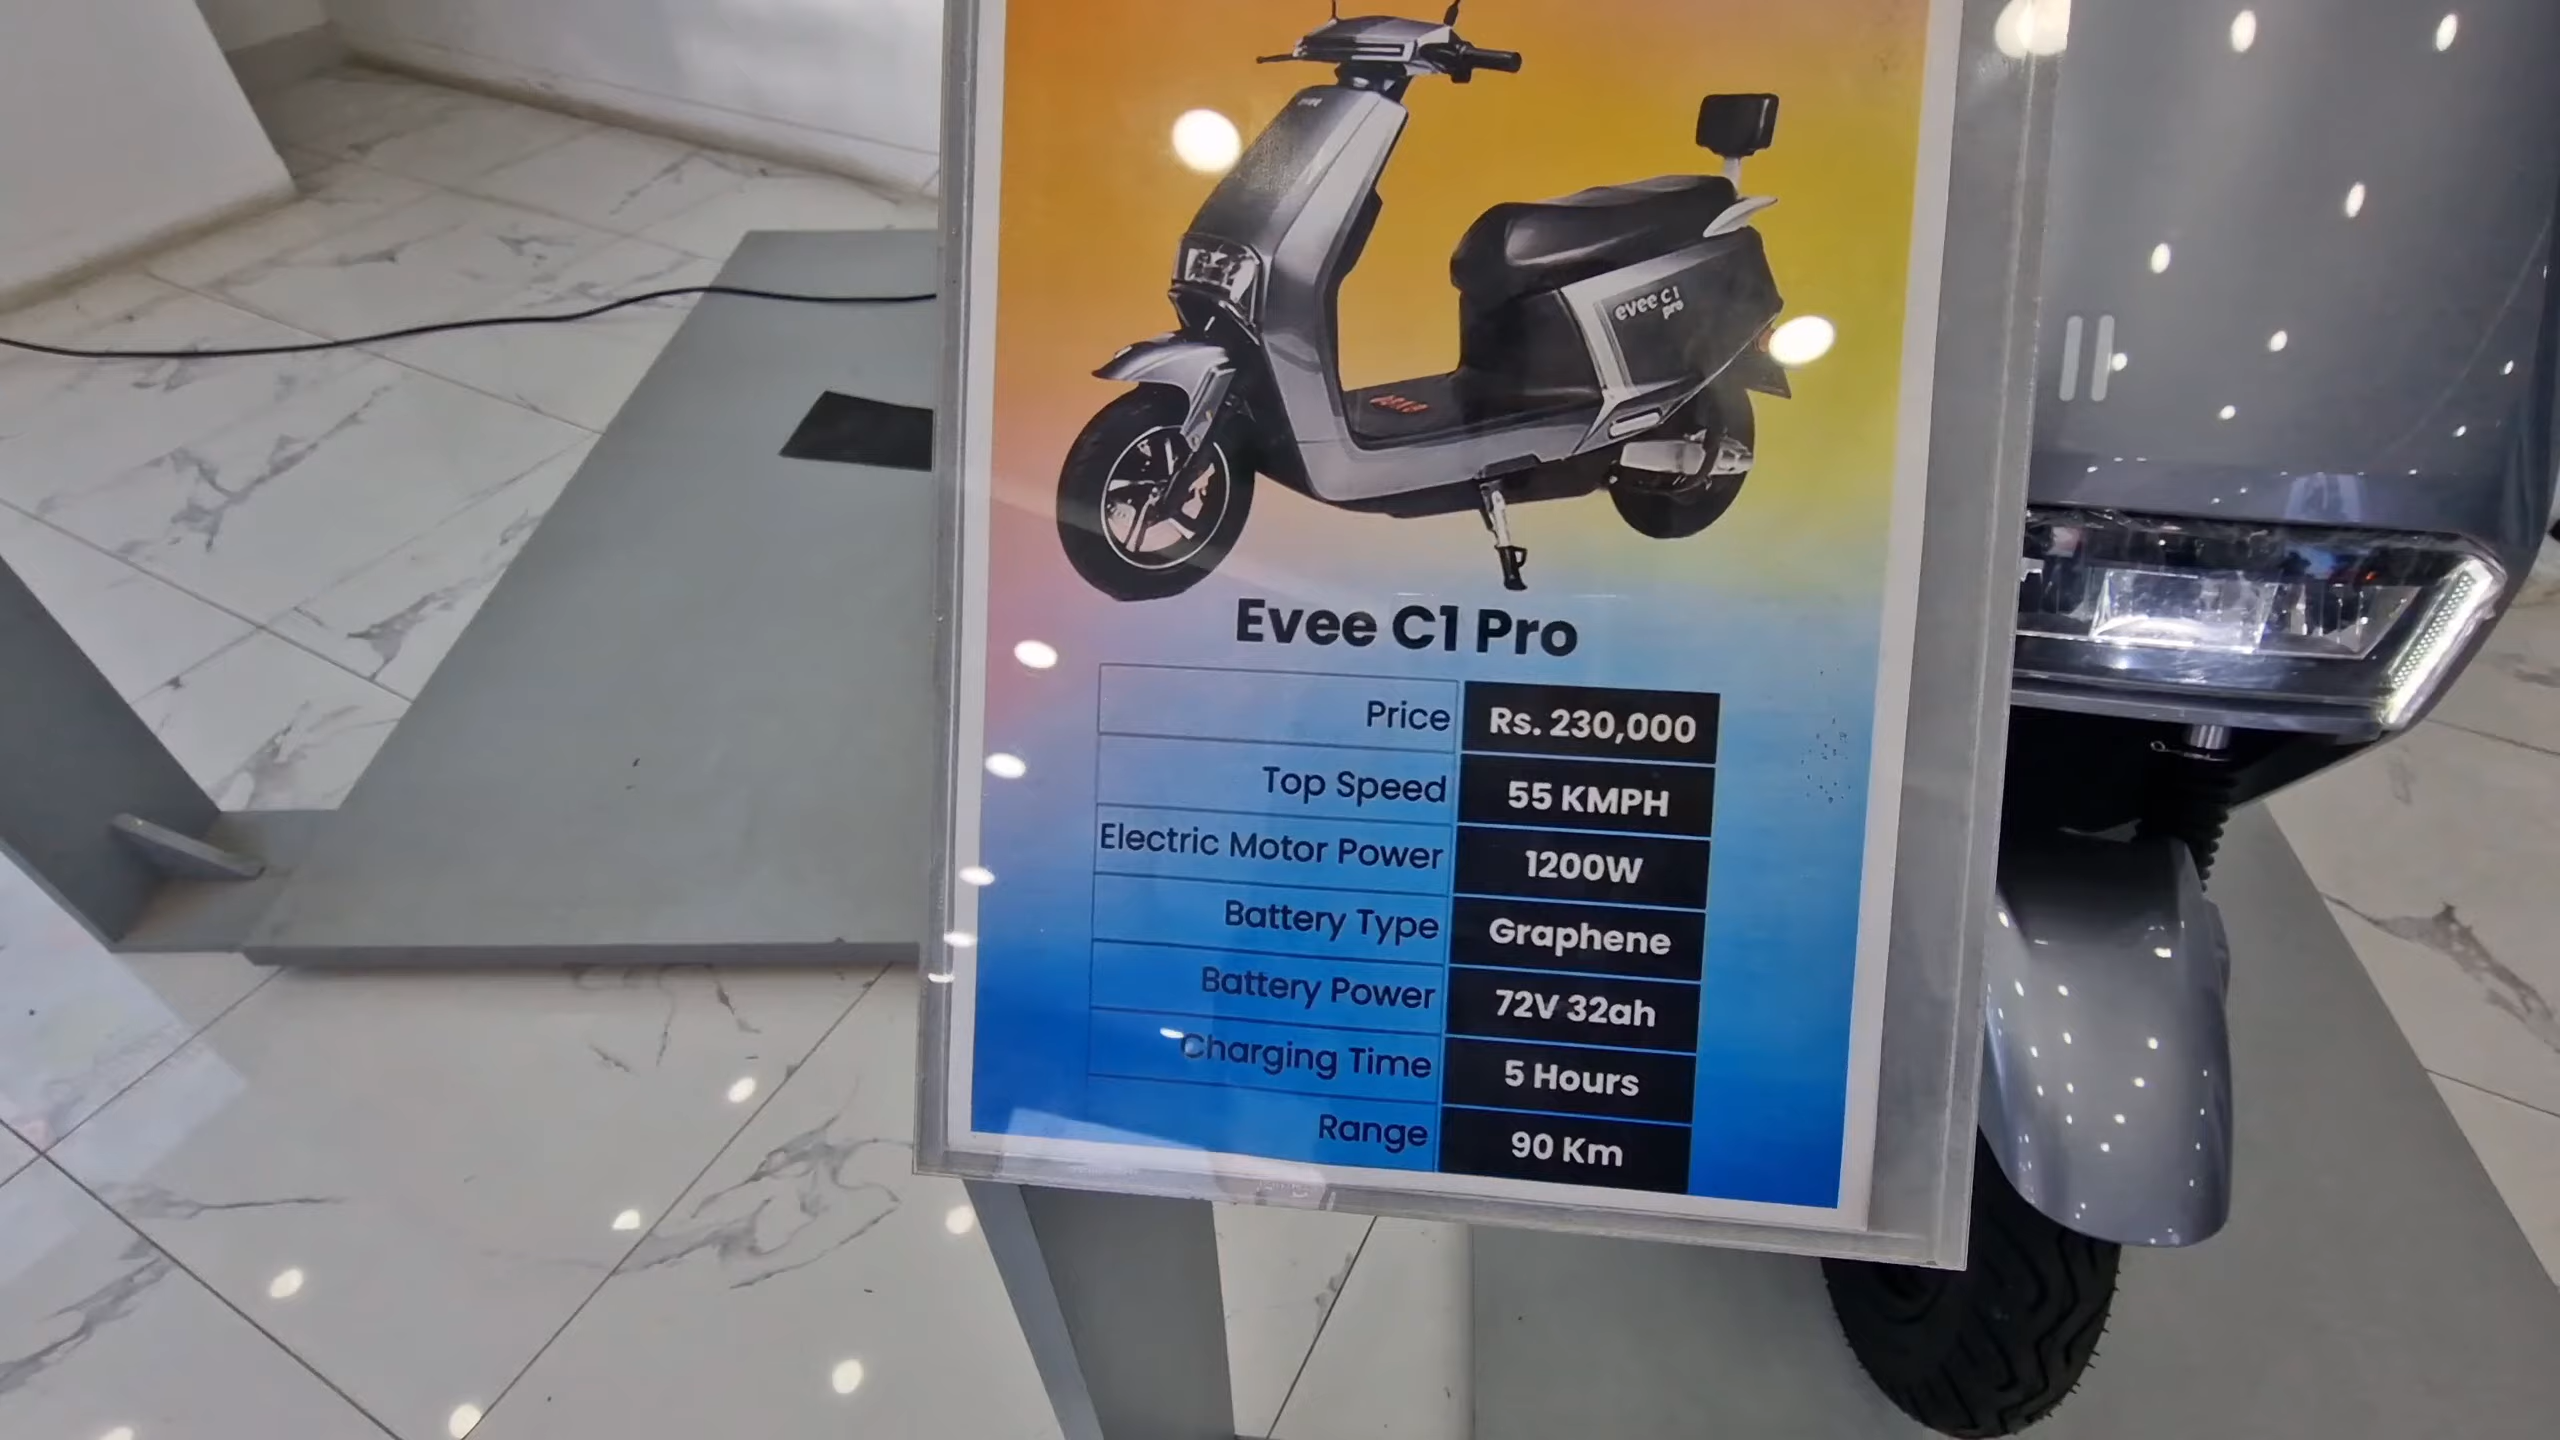 evee
evee C1
pro
Evee C1 Pro
Price Rs. 230,000
Top Speed 55 KMPH
Electric Motor Power 1200W
Battery Type Graphene
Battery Power 72V 32ah
Charging Time 5 Hours
Range 90 Km